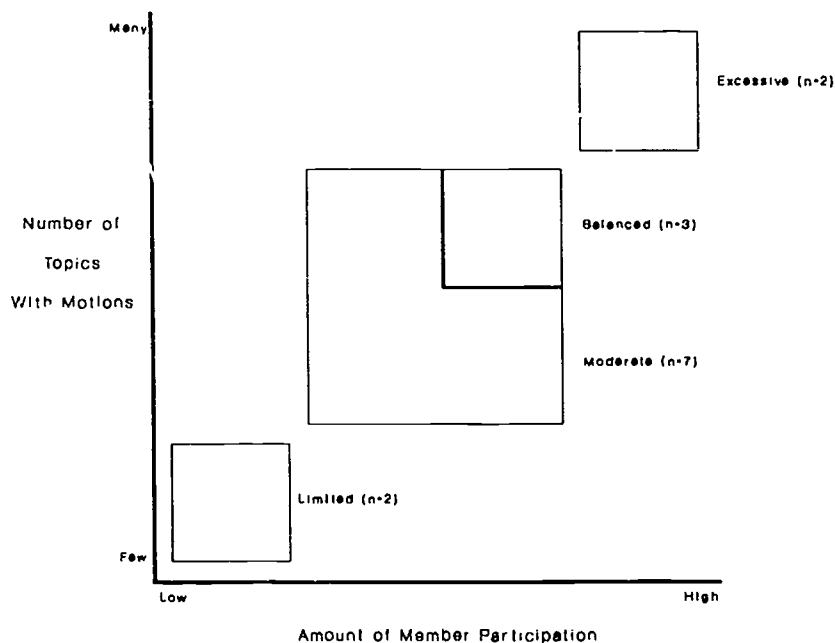 Many
Excessive (n=2)
Number of
Topics
With Motions
Balanced (n=3)
Moderate (n=7)
Limited (n=2)
Few
Low
High
Amount of Member Participation